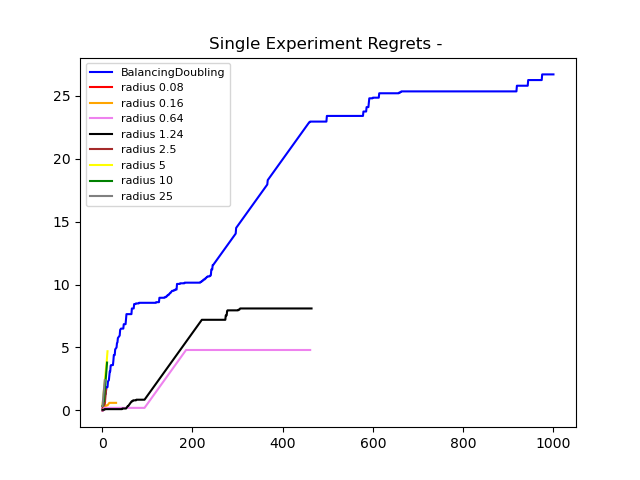 Single Experiment Regrets -
BalancingDoubling
radius 0.08
radius 0.16
radius 0.64
radius 1.24
radius 2.5
radius 5
radius 10
radius 25
25
20
15
10
5
0
0 200 400 600 800 1000